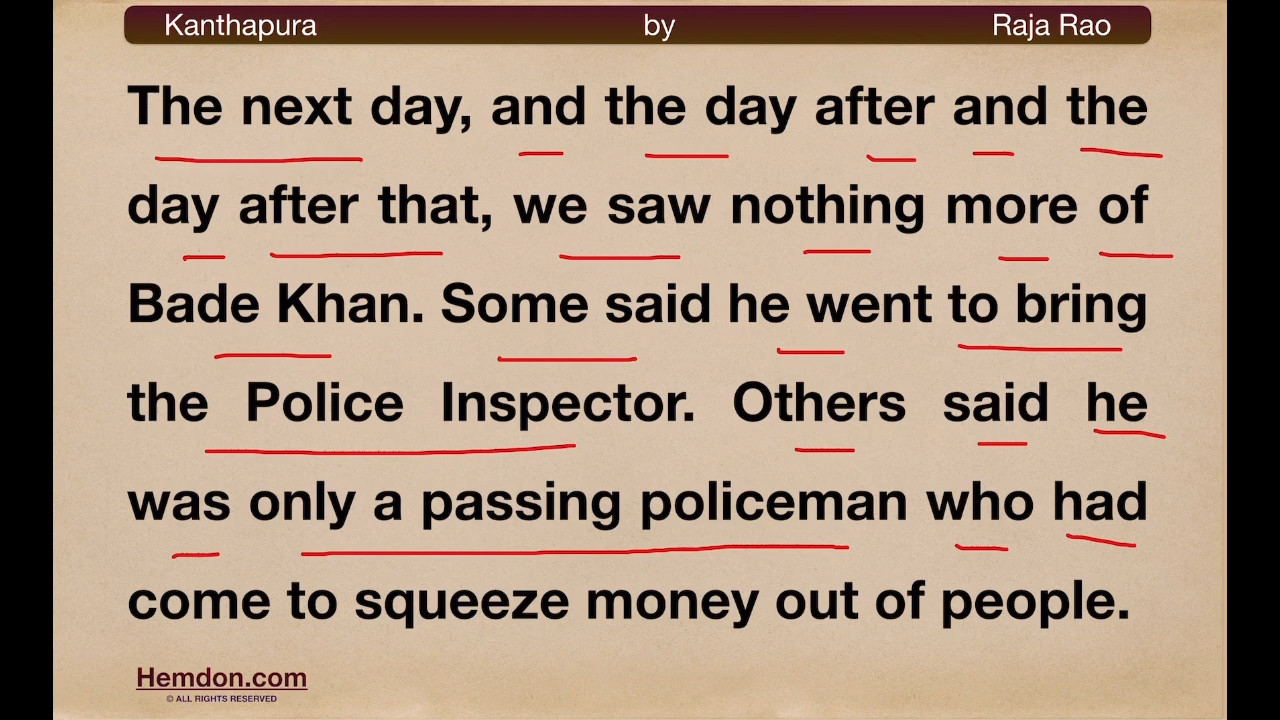 Kanthapura by Raja Rao
The next day, and the day after and the
day after that, we saw nothing more of
Bade Khan. Some said he went to bring
the Police Inspector. Others said he
was only a passing policeman who had
come to squeeze money out of people.
Hemdon.com
© ALL RIGHTS RESERVED